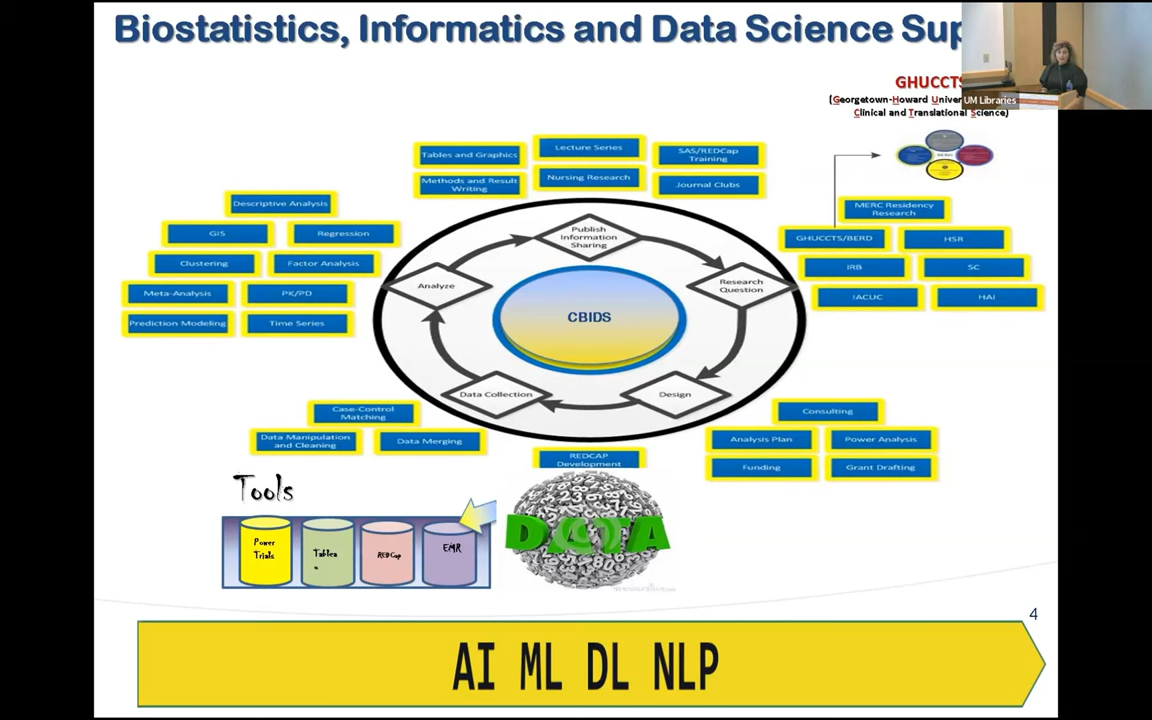 Biostatistics, Informatics and Data Science Sup
GHUCCTS
(Georgetown-Howard Univer
UM Libraries
Clinical and Translational Science)
Tables and Graphics
Lecture Series
SAS/REDCap
Training
Methods and Result
Writing
Nursing Research
Journal Clubs
Descriptive Analysis
GIS
Regression
Clustering
Factor Analysis
Meta-Analysis
PK/PD
Prediction Modeling
Time Series
MERC Residency
Research
GHUCCTS/BERD
HSR
IRB
SC
IACUC
HAI
Publish
Information
Sharing
Analyze
Research
Question
CBIDS
Data Collection
Design
Case-Control
Matching
Data Manipulation
and Cleaning
Data Merging
REDCAP
Development
Consulting
Analysis Plan
Power Analysis
Funding
Grant Drafting
Tools
Power
Trials
Tablea
u
REDCap
EMR
DATA
4
AI ML DL NLP